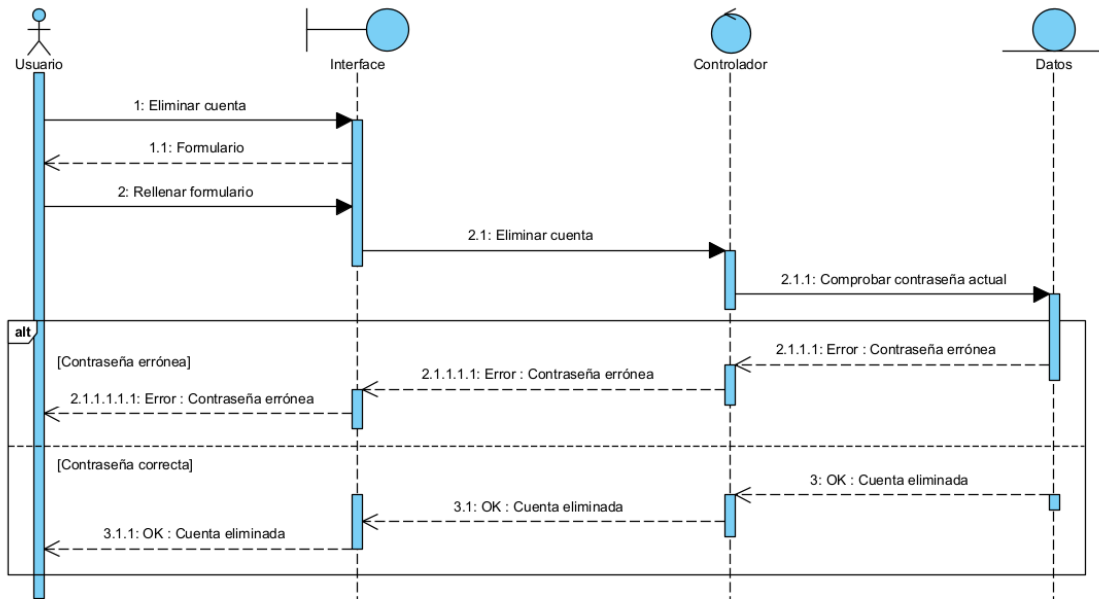 Usuario
Interface
Controlador
Datos
1: Eliminar cuenta
1.1: Formulario
2: Rellenar formulario
2.1: Eliminar cuenta
2.1.1: Comprobar contraseña actual
alt
[Contraseña errónea]
2.1.1.1: Error : Contraseña errónea
2.1.1.1.1: Error : Contraseña errónea
2.1.1.1.1.1: Error : Contraseña errónea
[Contraseña correcta]
3: OK : Cuenta eliminada
3.1: OK : Cuenta eliminada
3.1.1: OK : Cuenta eliminada